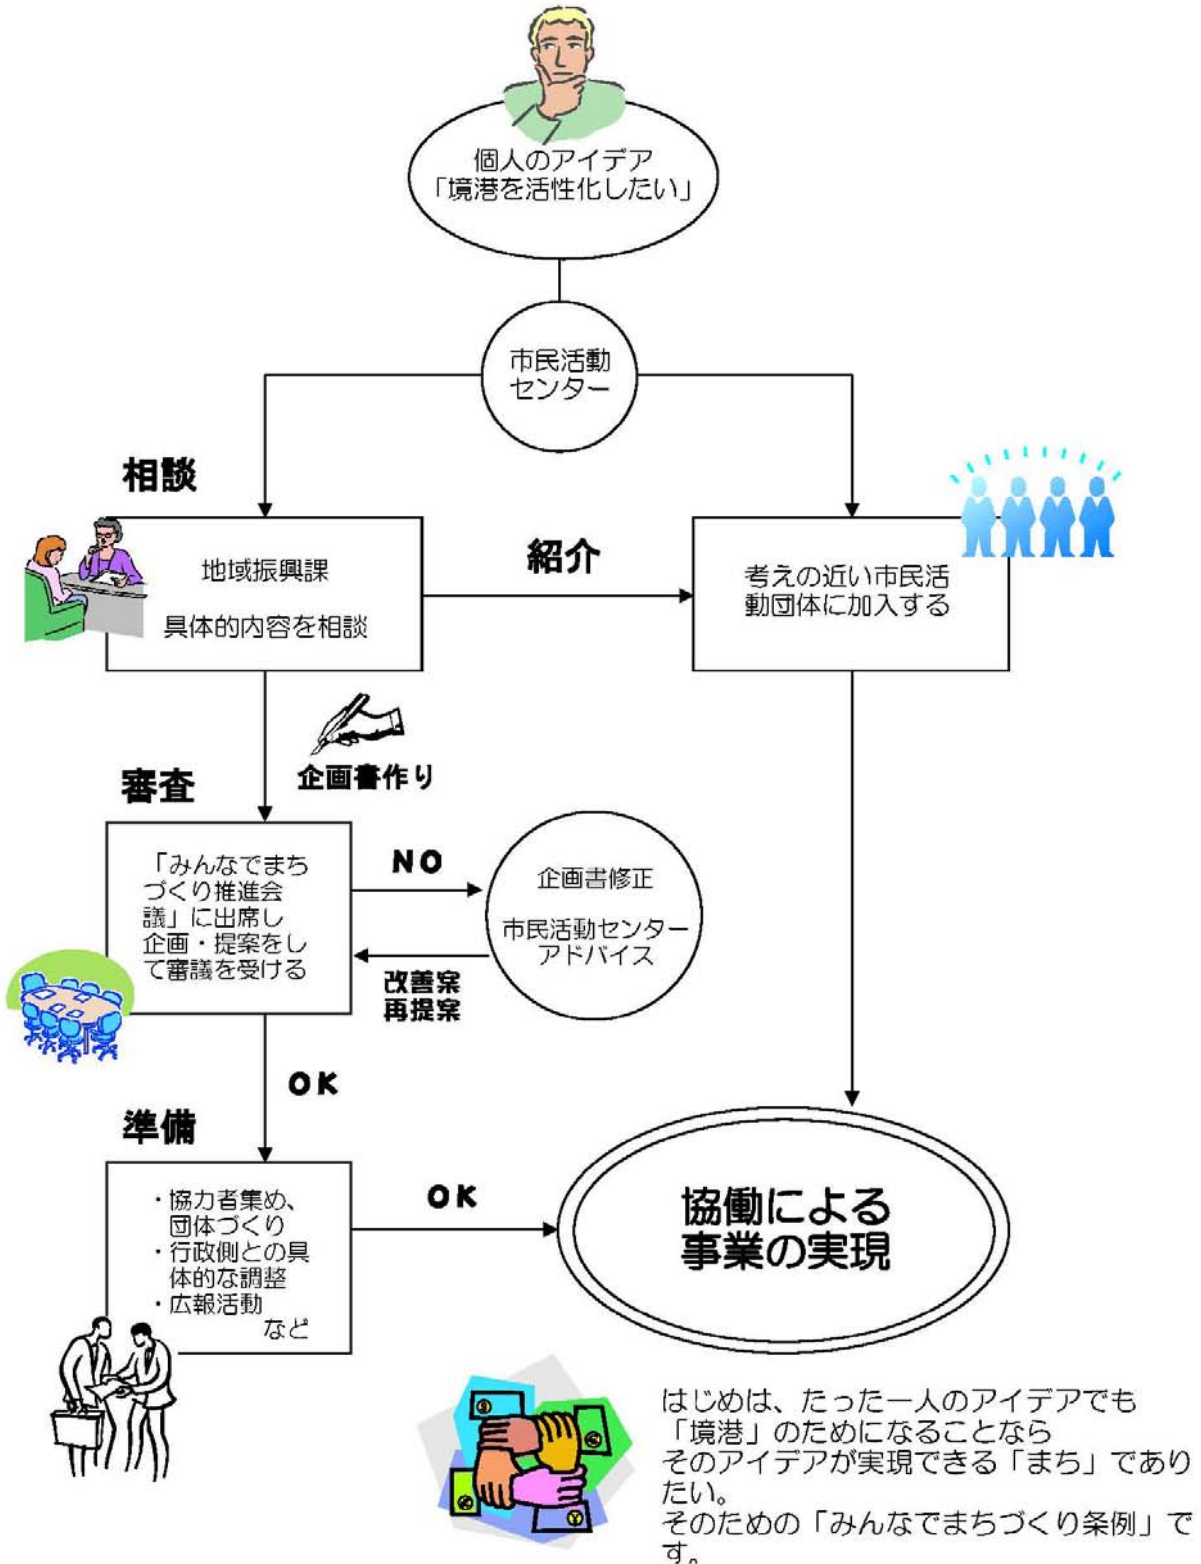 個人のアイデア
「境港を活性化したい」
市民活動
センター
相談
地域振興課
具体的内容を相談
紹介
考えの近い市民活
動団体に加入する
企画書作り
審査
「みんなでまち
づくり推進会
議」に出席し
企画・提案をし
て審議を受ける
NO
企画書修正
市民活動センター
アドバイス
改善案
再提案
OK
準備
・協力者集め、
団体づくり
・行政側との具
体的な調整
・広報活動
など
OK
協働による
事業の実現
はじめは、たった一人のアイデアでも
「境港」のためになることなら
そのアイデアが実現できる「まち」であり
たい。
そのための「みんなでまちづくり条例」で
す。